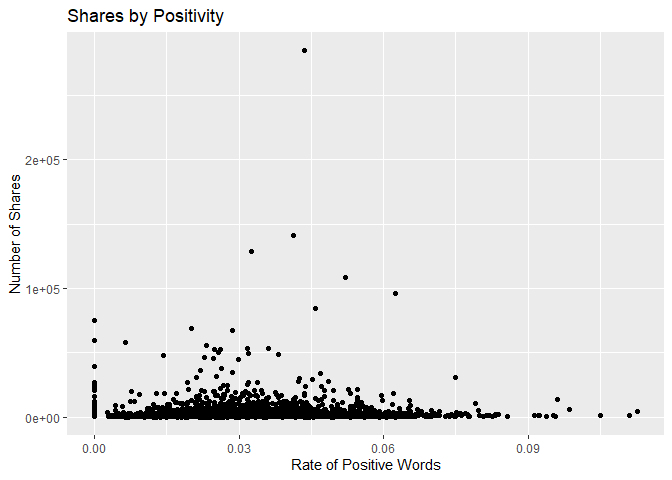 Shares by Positivity
Number of Shares
2e+05
1e+05
0e+00
0.00 0.03 0.06 0.09
Rate of Positive Words